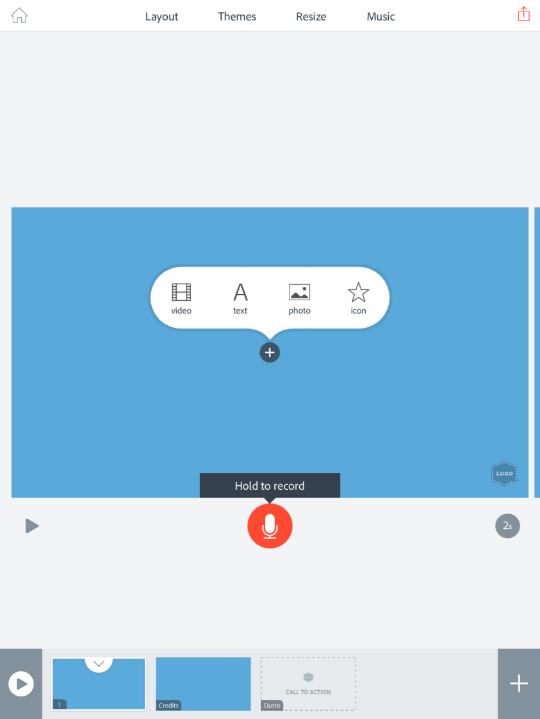 Layout Themes Resize Music
video text photo icon
LOGO
Hold to record
2s
1 Credits Outro
CALL TO ACTION